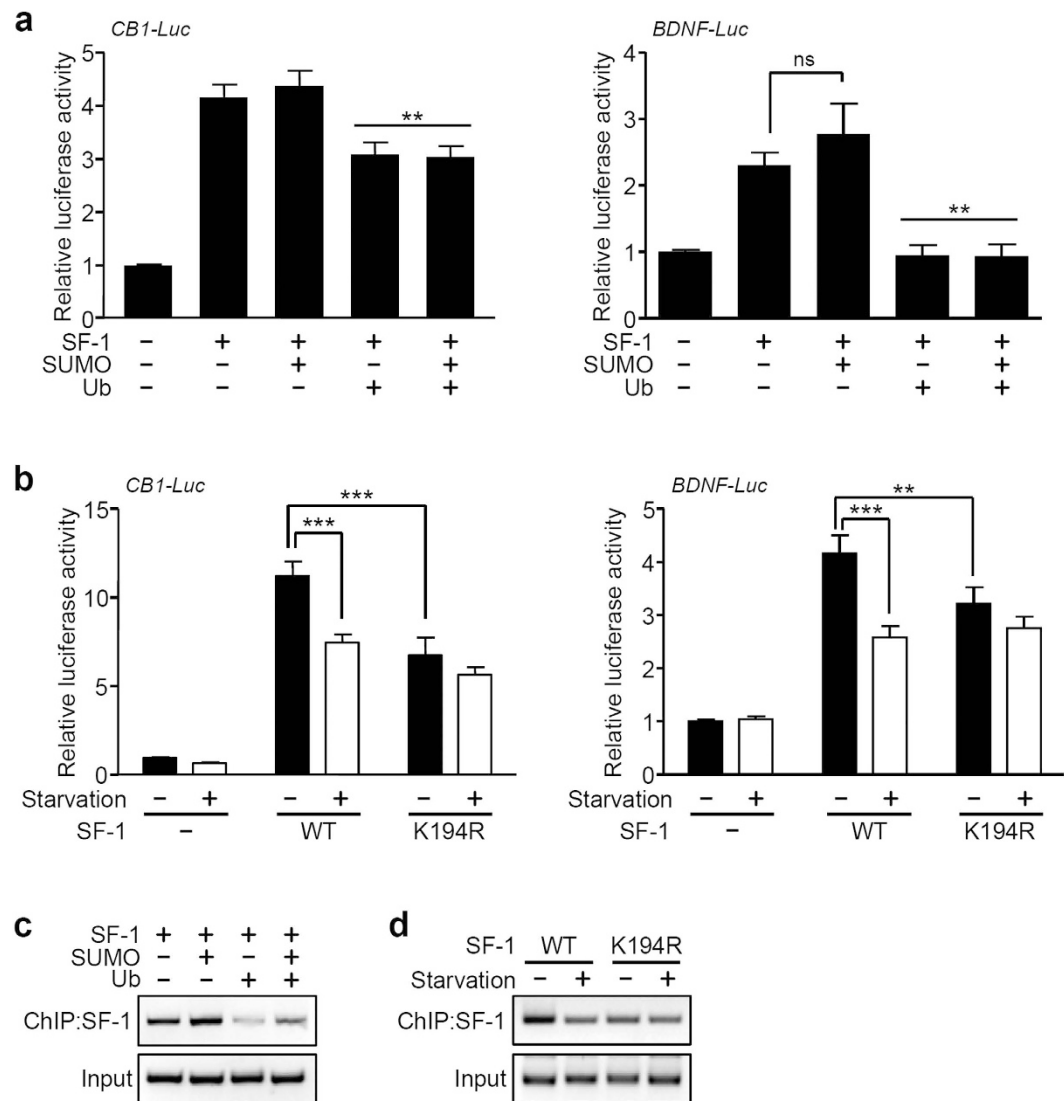 a
CB1-Luc
Relative luciferase activity
5
4
3
2
1
0
**
SF-1 – + + + +
SUMO – – + – +
Ub – – – + +
BDNF-Luc
Relative luciferase activity
4
3
2
1
0
ns
**
SF-1 – + + + +
SUMO – – + – +
Ub – – – + +
b
CB1-Luc
Relative luciferase activity
15
10
5
0
***
***
Starvation – + – + – +
SF-1 – WT K194R
BDNF-Luc
Relative luciferase activity
5
4
3
2
1
0
**
***
Starvation – + – + – +
SF-1 – WT K194R
c
SF-1 + + + +
SUMO – + – +
Ub – – + +
ChIP:SF-1
Input
d
SF-1 WT K194R
Starvation – + – +
ChIP:SF-1
Input